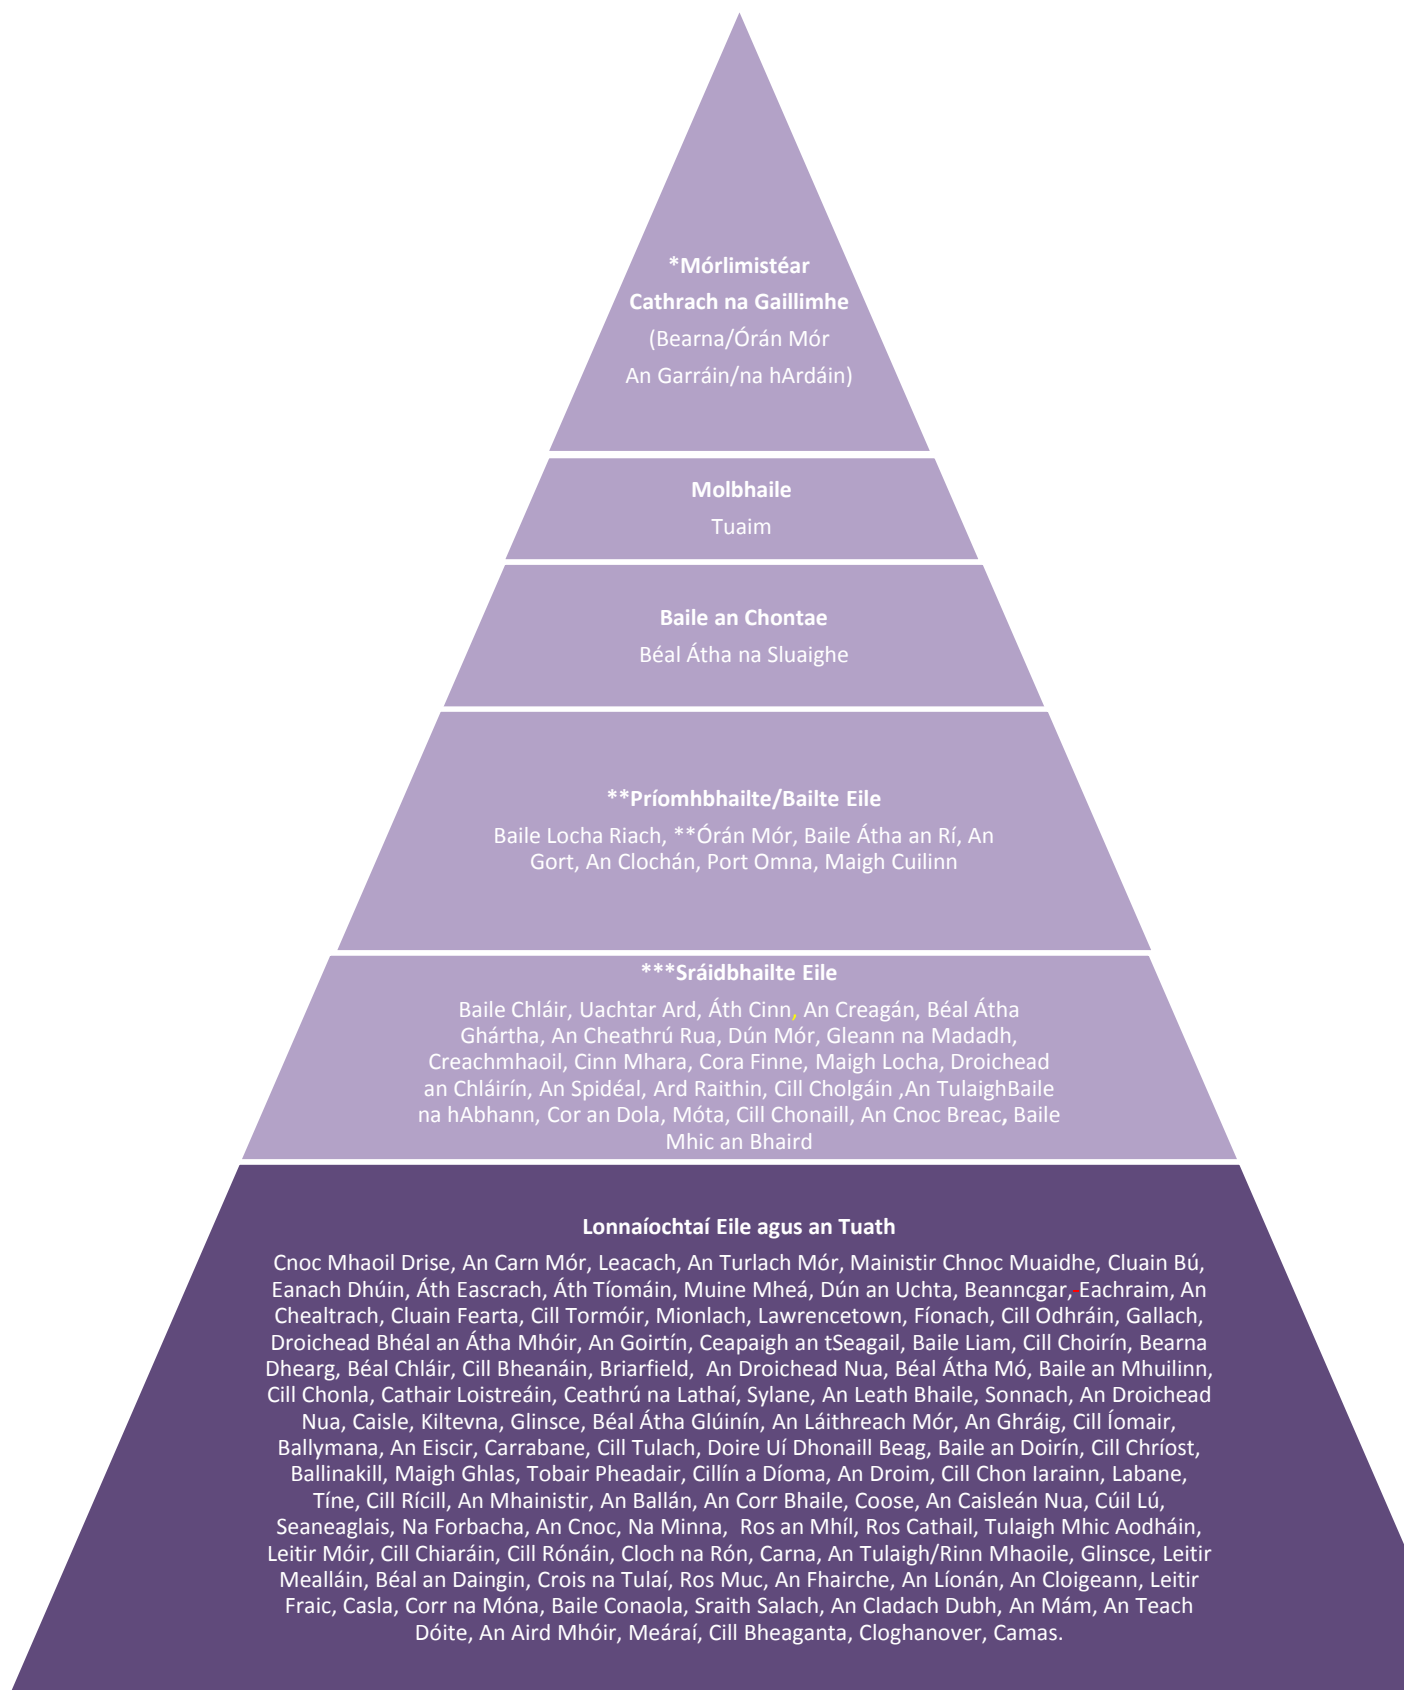 *Mórlimistéar
Cathrach na Gaillimhe
(Bearna/Órán Mór
An Garráin/na hArdáin)
Molbhaile
Tuaim
Baile an Chontae
Béal Átha na Sluaighe
**Príomhbhailte/Bailte Eile
Baile Locha Riach, **Órán Mór, Baile Átha an Rí, An
Gort, An Clochán, Port Omna, Maigh Cuilinn
***Sráidbhailte Eile
Baile Chláir, Uachtar Ard, Áth Cinn, An Creagán, Béal Átha
Ghártha, An Cheathrú Rua, Dún Mór, Gleann na Madadh,
Creachmhaoil, Cinn Mhara, Cora Finne, Maigh Locha, Droichead
an Chláirín, An Spidéal, Ard Raithin, Cill Cholgáin ,An TulaighBaile
na hAbhann, Cor an Dola, Móta, Cill Chonaill, An Cnoc Breac, Baile
Mhic an Bhaird
Lonnaíochtaí Eile agus an Tuath
Cnoc Mhaoil Drise, An Carn Mór, Leacach, An Turlach Mór, Mainistir Chnoc Muaidhe, Cluain Bú,
Eanach Dhúin, Áth Eascrach, Áth Tíomáin, Muine Mheá, Dún an Uchta, Beanncgar,-Eachraim, An
Chealtrach, Cluain Fearta, Cill Tormóir, Mionlach, Lawrencetown, Fíonach, Cill Odhráin, Gallach,
Droichead Bhéal an Átha Mhóir, An Goirtín, Ceapaigh an tSeagail, Baile Liam, Cill Choirín, Bearna
Dhearg, Béal Chláir, Cill Bheanáin, Briarfield, An Droichead Nua, Béal Átha Mó, Baile an Mhuilinn,
Cill Chonla, Cathair Loistreáin, Ceathrú na Lathaí, Sylane, An Leath Bhaile, Sonnach, An Droichead
Nua, Caisle, Kiltevna, Glinsce, Béal Átha Glúinín, An Láithreach Mór, An Ghráig, Cill Íomair,
Ballymana, An Eiscir, Carrabane, Cill Tulach, Doire Uí Dhonaill Beag, Baile an Doirín, Cill Chríost,
Ballinakill, Maigh Ghlas, Tobair Pheadair, Cillín a Díoma, An Droim, Cill Chon Iarainn, Labane,
Tíne, Cill Rícill, An Mhainistir, An Ballán, An Corr Bhaile, Coose, An Caisleán Nua, Cúil Lú,
Seaneaglais, Na Forbacha, An Cnoc, Na Minna, Ros an Mhíl, Ros Cathail, Tulaigh Mhic Aodháin,
Leitir Móir, Cill Chiaráin, Cill Rónáin, Cloch na Rón, Carna, An Tulaigh/Rinn Mhaoile, Glinsce, Leitir
Mealláin, Béal an Daingin, Crois na Tulaí, Ros Muc, An Fhairche, An Líonán, An Cloigeann, Leitir
Fraic, Casla, Corr na Móna, Baile Conaola, Sraith Salach, An Cladach Dubh, An Mám, An Teach
Dóite, An Aird Mhóir, Meáraí, Cill Bheaganta, Cloghanover, Camas.